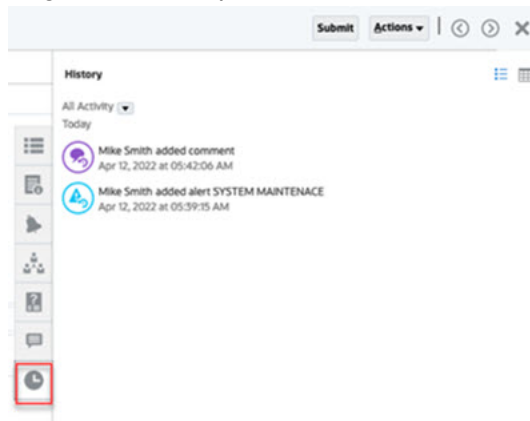 Submit Actions
History
All Activity
Today
Mike Smith added comment
Apr 12, 2022 at 05:42:06 AM
Mike Smith added alert SYSTEM MAINTENACE
Apr 12, 2022 at 05:39:15 AM